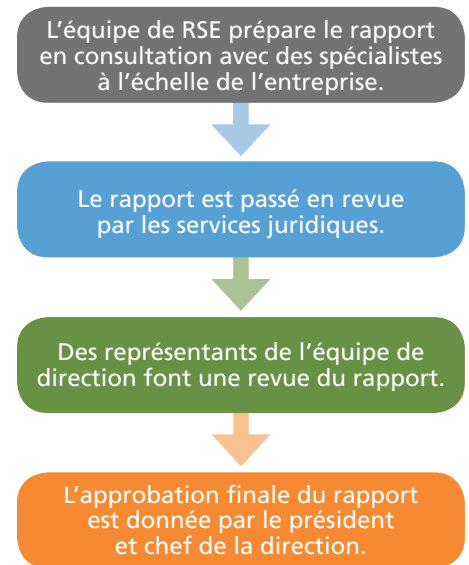 L’équipe de RSE prépare le rapport
en consultation avec des spécialistes
à l’échelle de l’entreprise.
Le rapport est passé en revue
par les services juridiques.
Des représentants de l’équipe de
direction font une revue du rapport.
L’approbation finale du rapport
est donnée par le président
et chef de la direction.